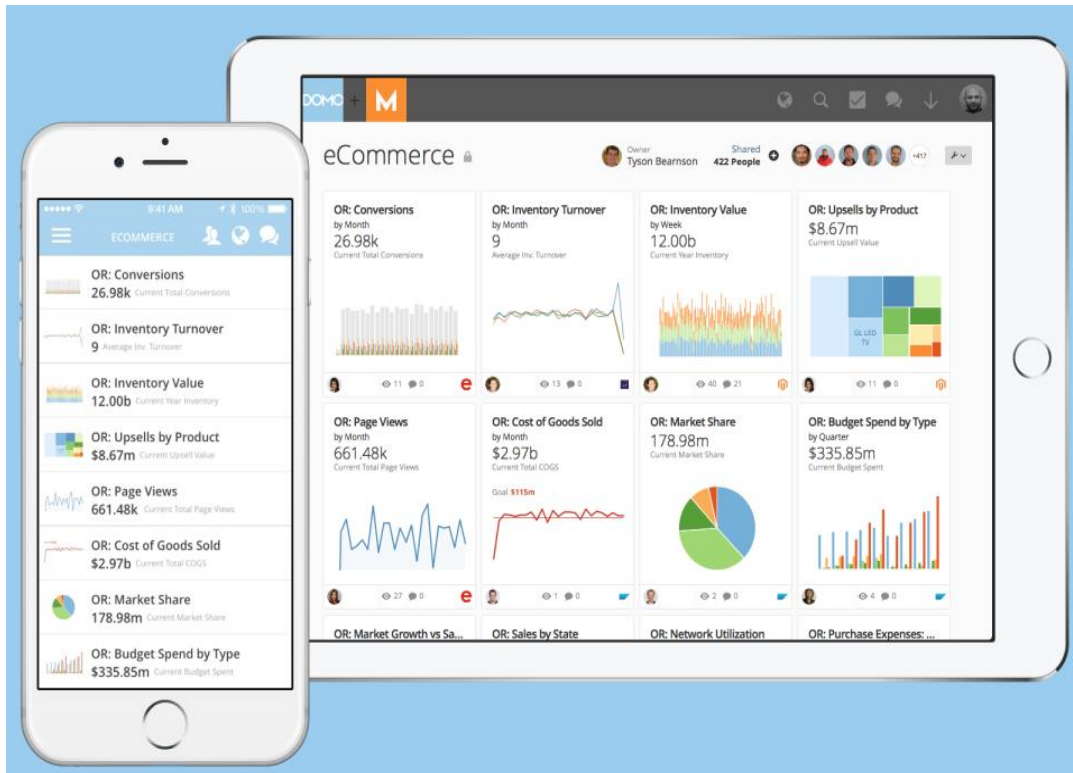 9:41 AM
100%
ECOMMERCE
OR: Conversions
26.98k Current Total Conversions
OR: Inventory Turnover
9 Average Inv. Turnover
OR: Inventory Value
12.00b Current Year Inventory
OR: Upsells by Product
$8.67m Current Upsell Value
OR: Page Views
661.48k Current Total Page Views
OR: Cost of Goods Sold
$2.97b Current Total COGS
OR: Market Share
178.98m Current Market Share
OR: Budget Spend by Type
$335.85m Current Budget Spent
DOMO + M
eCommerce
Owner
Tyson Bearnson
Shared
422 People
+417
OR: Conversions
by Month
26.98k
Current Total Conversions
11 0
e
OR: Inventory Turnover
by Month
9
Average Inv. Turnover
13 0
OR: Inventory Value
by Week
12.00b
Current Year Inventory
40 21
OR: Upsells by Product
$8.67m
Current Upsell Value
GL LED
TV
11 0
OR: Page Views
by Month
661.48k
Current Total Page Views
27 0
e
OR: Cost of Goods Sold
by Month
$2.97b
Current Total COGS
Goal $115m
1 0
OR: Market Share
178.98m
Current Market Share
2 0
OR: Budget Spend by Type
by Quarter
$335.85m
Current Budget Spent
4 0
OR: Market Growth vs Sa...
OR: Sales by State
OR: Network Utilization
OR: Purchase Expenses: ...